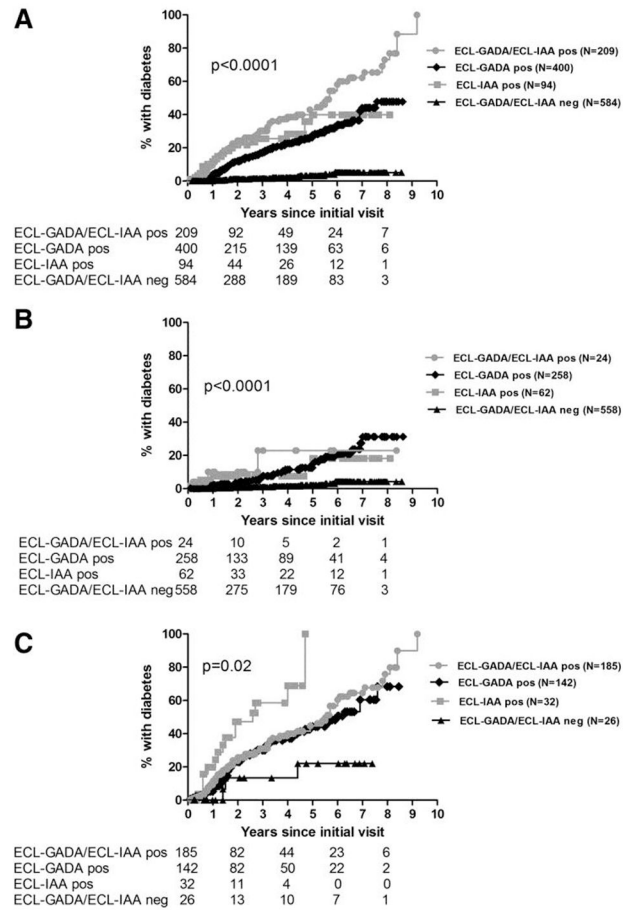 A
100
80
60
40
20
0
% with diabetes
p<0.0001
ECL-GADA/ECL-IAA pos (N=209)
ECL-GADA pos (N=400)
ECL-IAA pos (N=94)
ECL-GADA/ECL-IAA neg (N=584)
0 1 2 3 4 5 6 7 8 9 10
Years since initial visit
ECL-GADA/ECL-IAA pos 209 92 49 24 7
ECL-GADA pos 400 215 139 63 6
ECL-IAA pos 94 44 26 12 1
ECL-GADA/ECL-IAA neg 584 288 189 83 3
B
100
80
60
40
20
0
% with diabetes
p<0.0001
ECL-GADA/ECL-IAA pos (N=24)
ECL-GADA pos (N=258)
ECL-IAA pos (N=62)
ECL-GADA/ECL-IAA neg (N=558)
0 1 2 3 4 5 6 7 8 9 10
Years since initial visit
ECL-GADA/ECL-IAA pos 24 10 5 2 1
ECL-GADA pos 258 133 89 41 4
ECL-IAA pos 62 33 22 12 1
ECL-GADA/ECL-IAA neg 558 275 179 76 3
C
100
80
60
40
20
0
% with diabetes
p=0.02
ECL-GADA/ECL-IAA pos (N=185)
ECL-GADA pos (N=142)
ECL-IAA pos (N=32)
ECL-GADA/ECL-IAA neg (N=26)
0 1 2 3 4 5 6 7 8 9 10
Years since initial visit
ECL-GADA/ECL-IAA pos 185 82 44 23 6
ECL-GADA pos 142 82 50 22 2
ECL-IAA pos 32 11 4 0 0
ECL-GADA/ECL-IAA neg 26 13 10 7 1